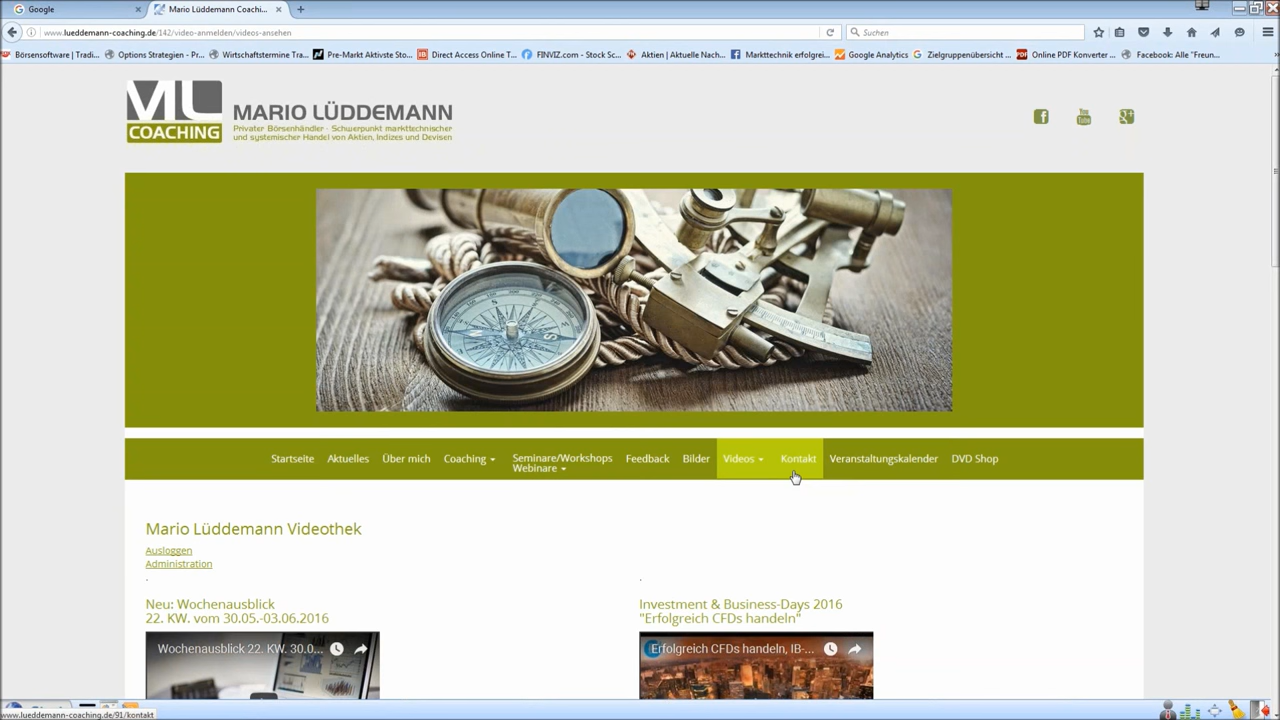 Google
Mario Lüddemann Coachi...
www.lueddemann-coaching.de/142/video-anmelden/videos-ansehen
Suchen
Börsensoftware | Tradi...
Options Strategien - Pr...
Wirtschaftstermine Tra...
Pre-Markt Aktivste Sto...
Direct Access Online T...
FINVIZ.com - Stock Sc...
Aktien | Aktuelle Nach...
Markttechnik erfolgrei...
Google Analytics
Zielgruppenübersicht ...
Online PDF Konverter ...
Facebook: Alle "Freun...
ML
COACHING
MARIO LÜDDEMANN
Privater Börsenhändler · Schwerpunkt markttechnischer
und systemischer Handel von Aktien, Indizes und Devisen
You
Tube
Startseite
Aktuelles
Über mich
Coaching
Seminare/Workshops
Webinare
Feedback
Bilder
Videos
Kontakt
Veranstaltungskalender
DVD Shop
Mario Lüddemann Videothek
Ausloggen
Administration
.
.
Neu: Wochenausblick
22. KW. vom 30.05.-03.06.2016
Investment & Business-Days 2016
"Erfolgreich CFDs handeln"
Wochenausblick 22. KW. 30.0...
Erfolgreich CFDs handeln, IB-...
www.lueddemann-coaching.de/91/kontakt